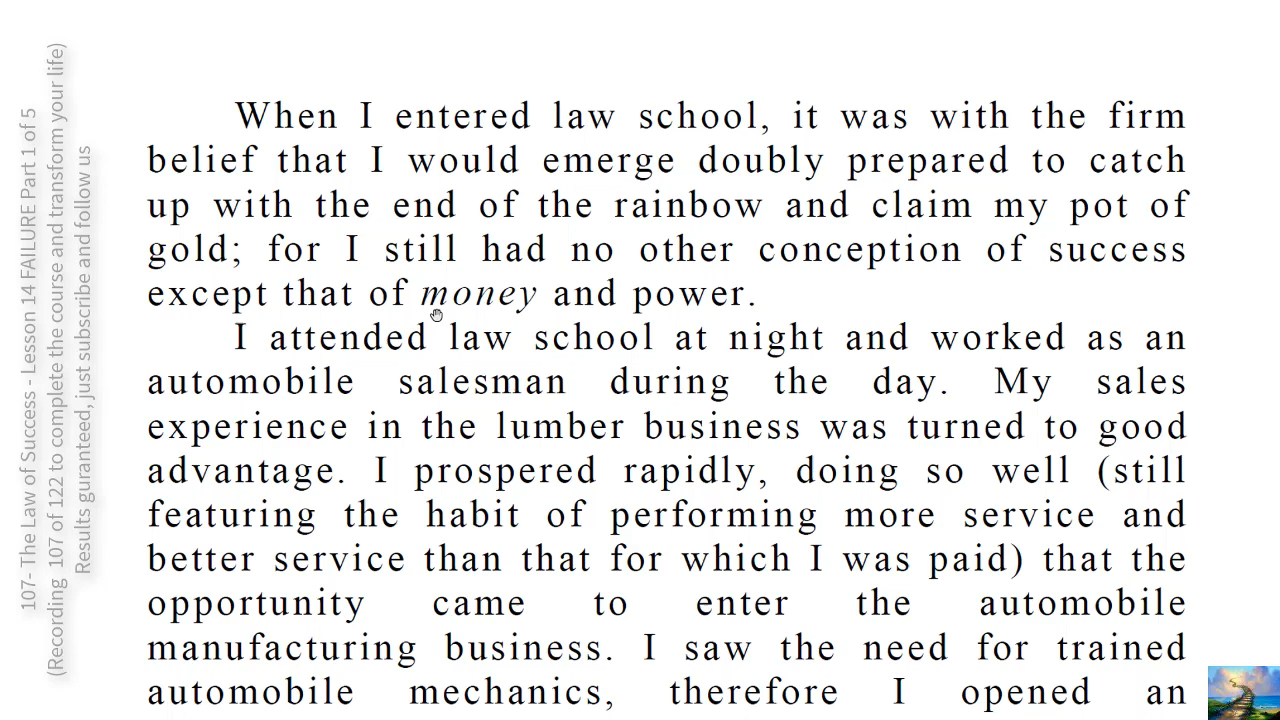 107- The Law of Success - Lesson 14 FAILURE Part 1 of 5
(Recording 107 of 122 to complete the course and transform your life)
Results guranteed, just subscribe and follow us
When I entered law school, it was with the firm
belief that I would emerge doubly prepared to catch
up with the end of the rainbow and claim my pot of
gold; for I still had no other conception of success
except that of money and power.
I attended law school at night and worked as an
automobile salesman during the day. My sales
experience in the lumber business was turned to good
advantage. I prospered rapidly, doing so well (still
featuring the habit of performing more service and
better service than that for which I was paid) that the
opportunity came to enter the automobile
manufacturing business. I saw the need for trained
automobile mechanics, therefore I opened an